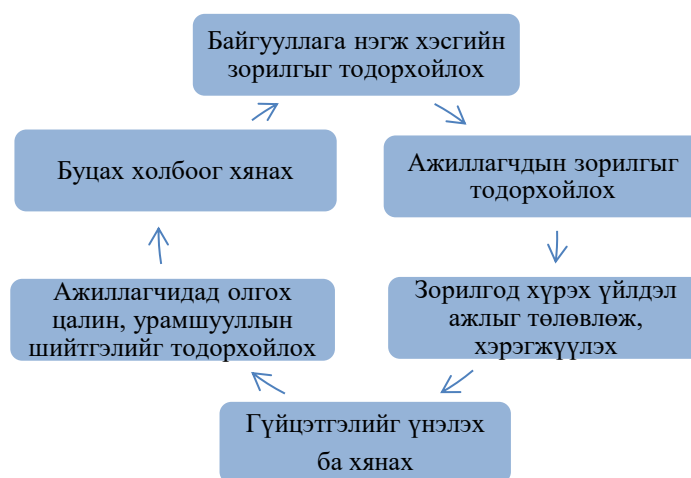 Байгууллага нэгж хэсгийн
зорилгыг тодорхойлох
Ажиллагчдын зорилгыг
тодорхойлох
Зорилгод хүрэх үйлдэл
ажлыг төлөвлөж,
хэрэгжүүлэх
Гүйцэтгэлийг үнэлэх
ба хянах
Ажиллагчидад олгох
цалин, урамшууллын
шийтгэлийг тодорхойлох
Буцах холбоог хянах